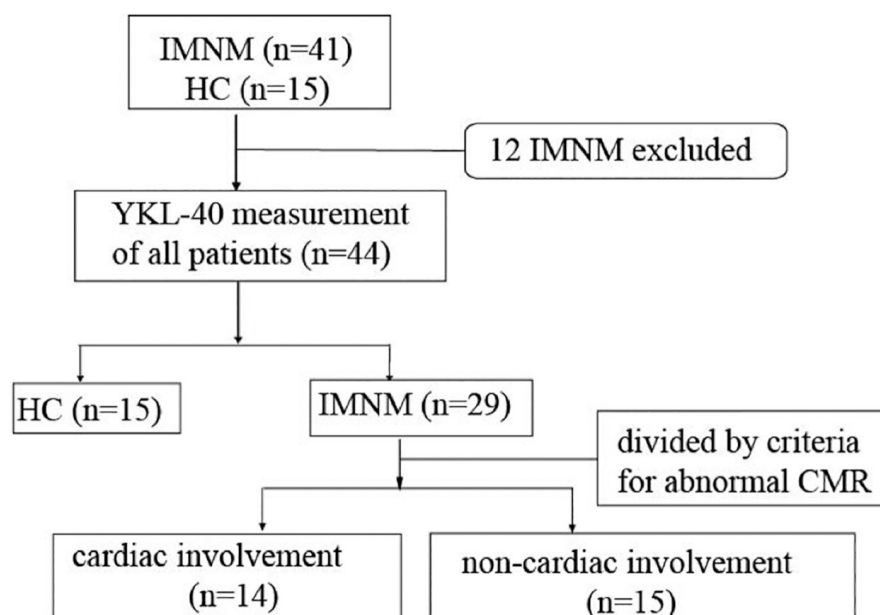 IMNM (n=41)
HC (n=15)
12 IMNM excluded
YKL-40 measurement
of all patients (n=44)
HC (n=15)
IMNM (n=29)
divided by criteria
for abnormal CMR
cardiac involvement
(n=14)
non-cardiac involvement
(n=15)